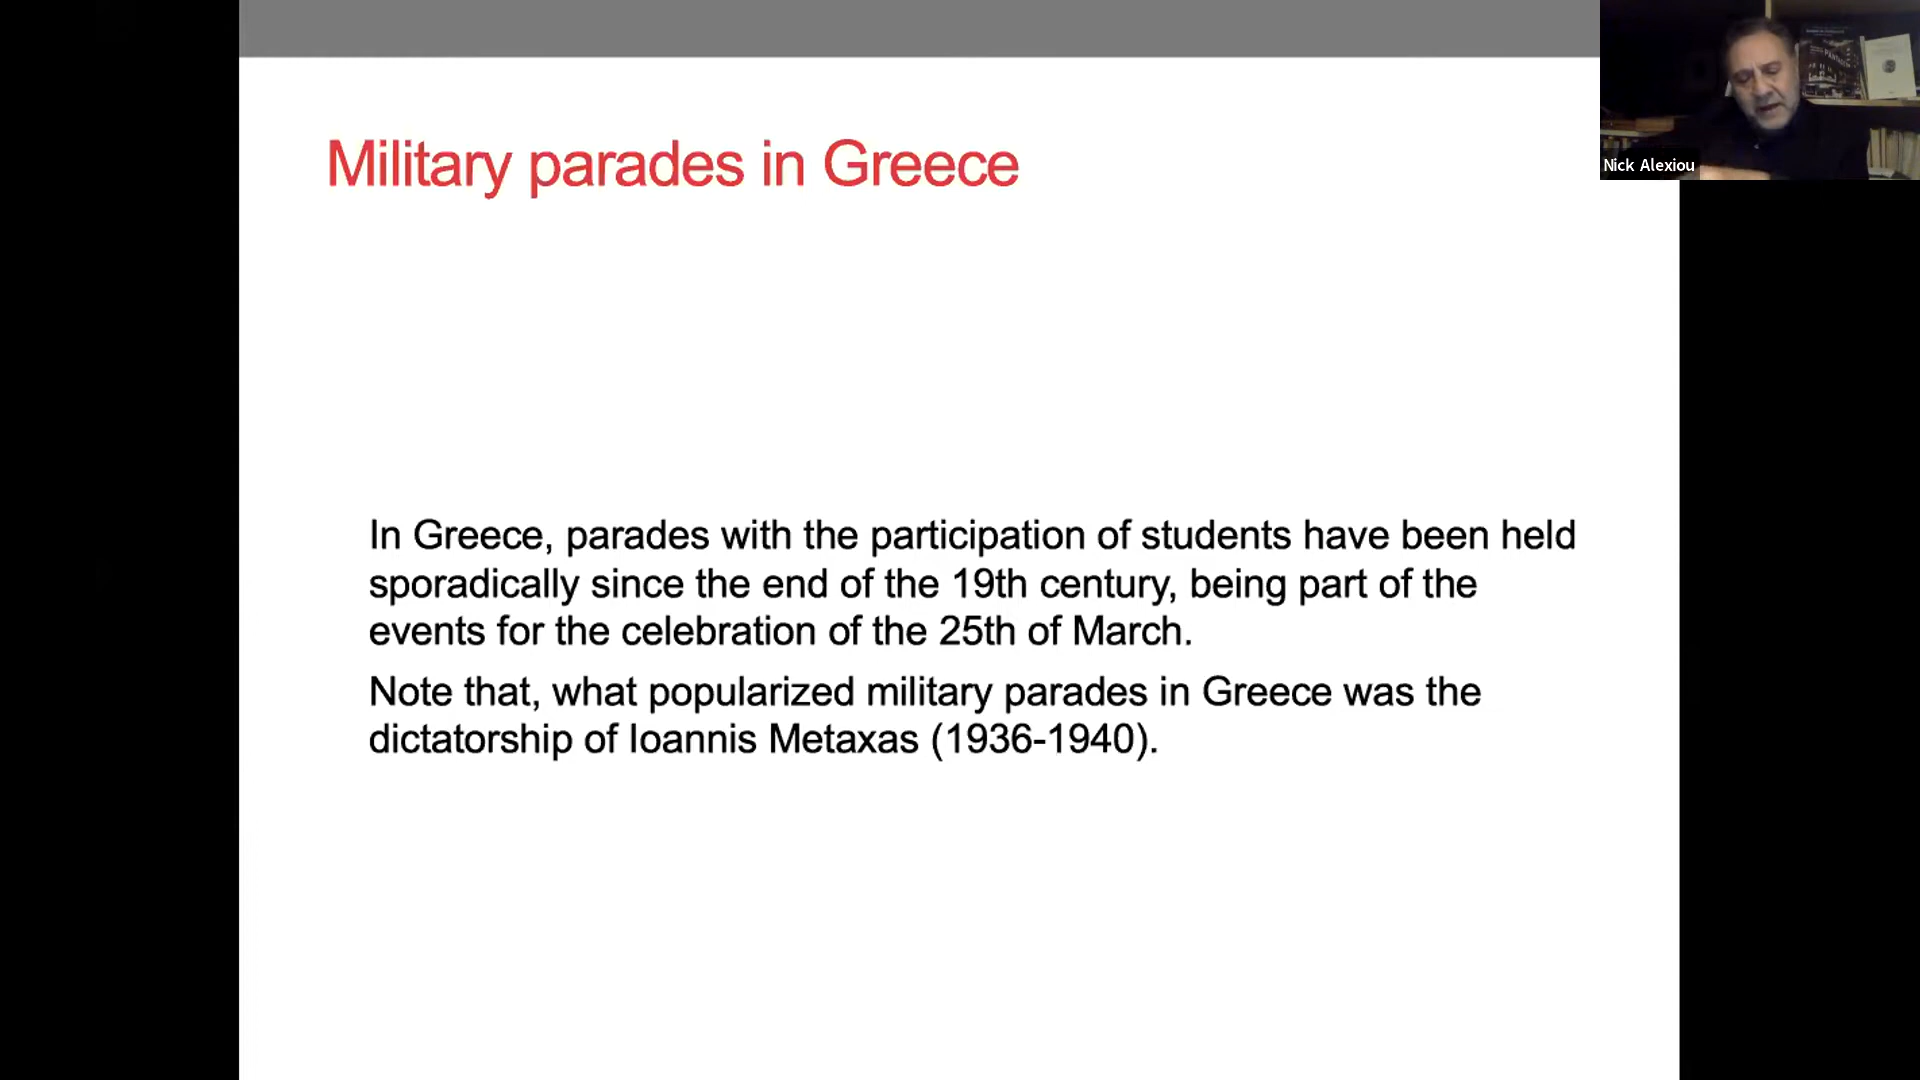 Military parades in Greece
In Greece, parades with the participation of students have been held
sporadically since the end of the 19th century, being part of the
events for the celebration of the 25th of March.
Note that, what popularized military parades in Greece was the
dictatorship of Ioannis Metaxas (1936-1940).
Nick Alexiou